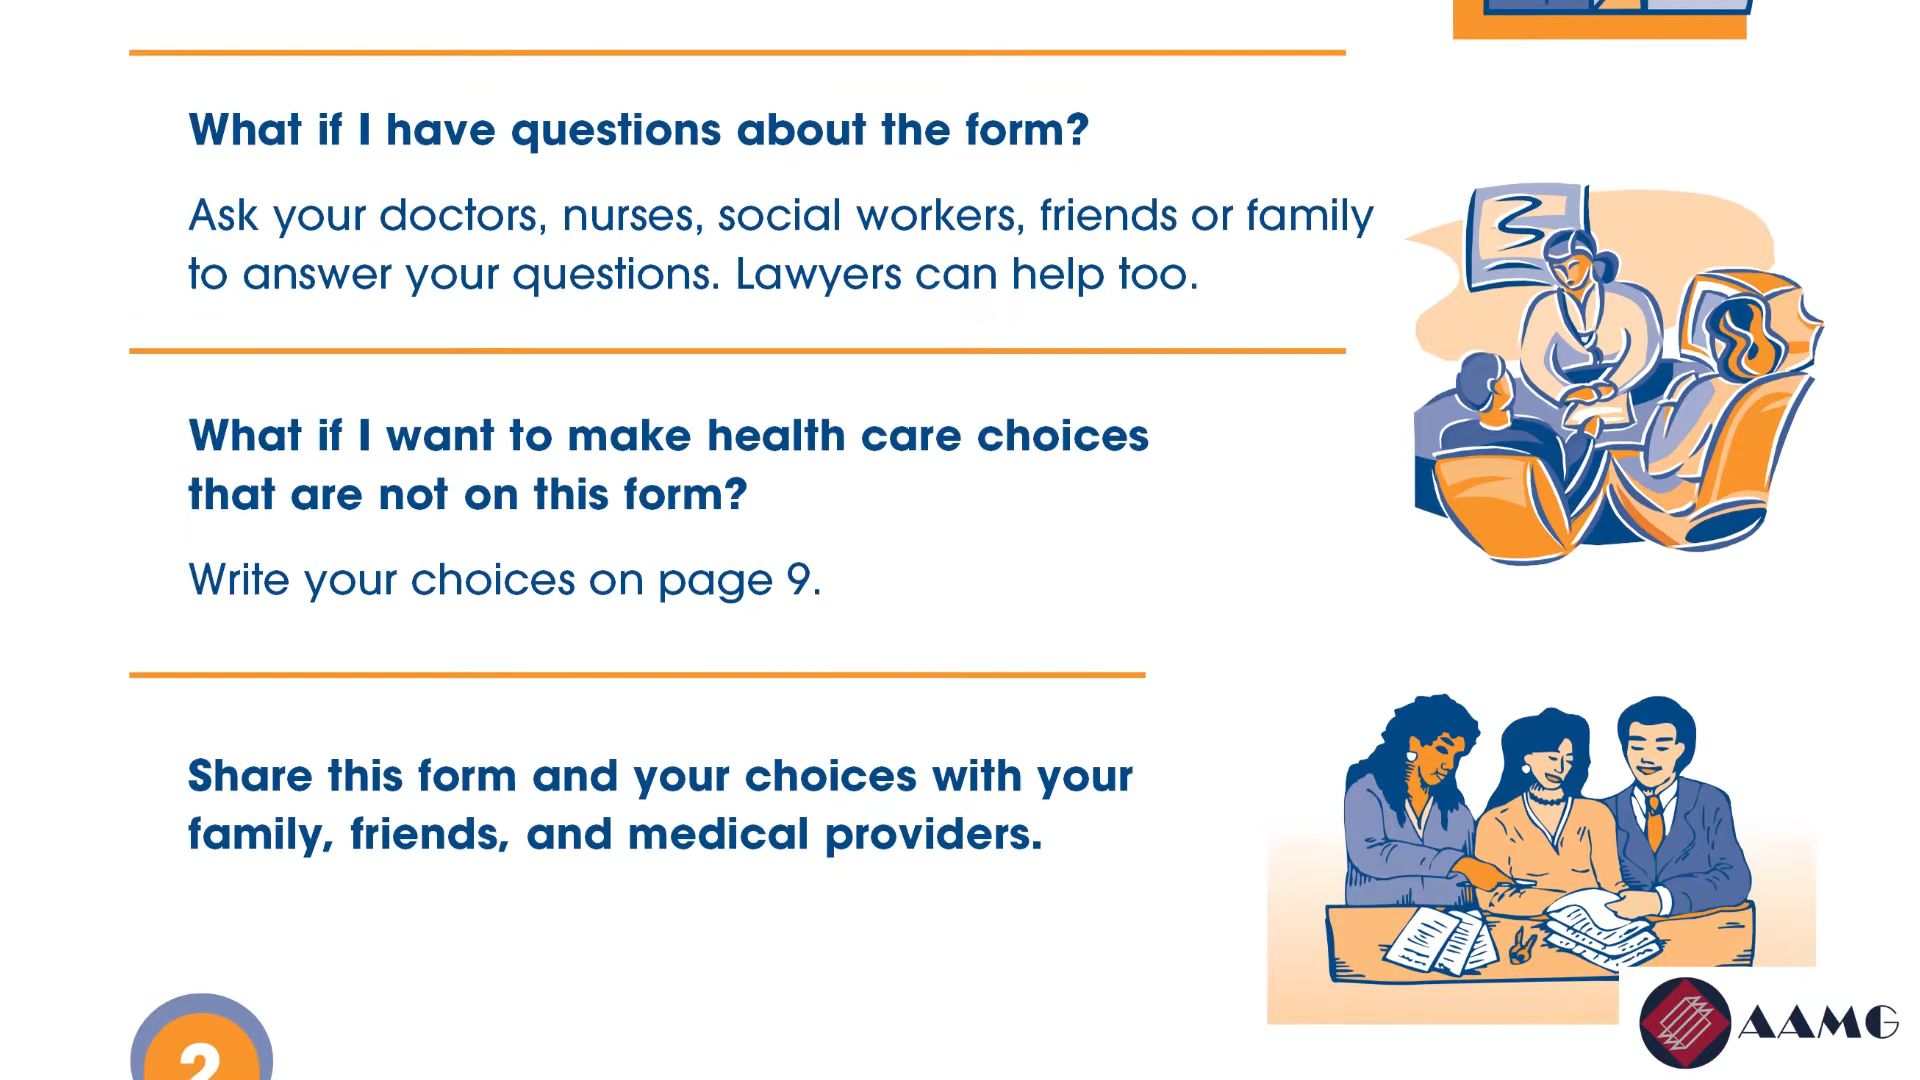 What if I have questions about the form?
Ask your doctors, nurses, social workers, friends or family
to answer your questions. Lawyers can help too.
What if I want to make health care choices
that are not on this form?
Write your choices on page 9.
Share this form and your choices with your
family, friends, and medical providers.
2
AAMG